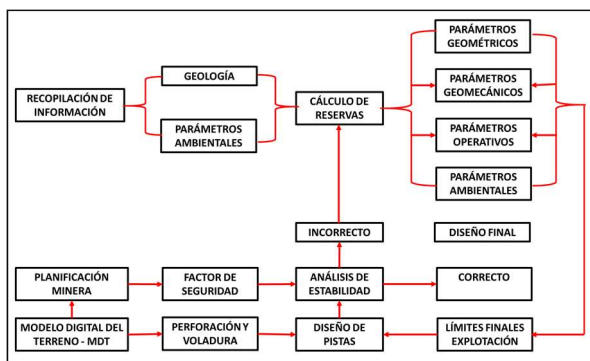 PARÁMETROS
GEOMÉTRICOS
GEOLOGÍA
RECOPILACIÓN DE
INFORMACIÓN
CÁLCULO DE
RESERVAS
PARÁMETROS
GEOMECÁNICOS
PARÁMETROS
AMBIENTALES
PARÁMETROS
OPERATIVOS
PARÁMETROS
AMBIENTALES
INCORRECTO
DISEÑO FINAL
PLANIFICACIÓN
MINERA
FACTOR DE
SEGURIDAD
ANÁLISIS DE
ESTABILIDAD
CORRECTO
MODELO DIGITAL DEL
TERRENO - MDT
PERFORACIÓN Y
VOLADURA
DISEÑO DE
PISTAS
LÍMITES FINALES
EXPLOTACIÓN